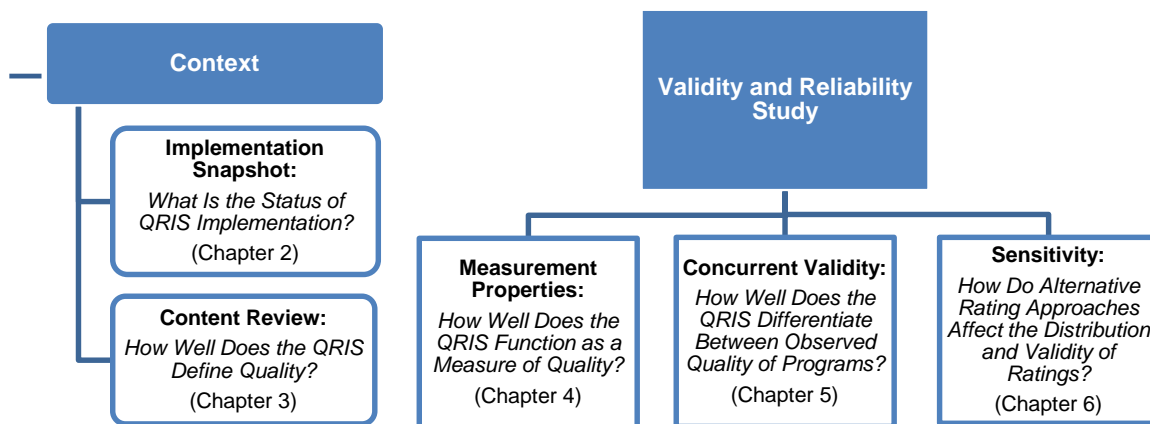 Context
Implementation
Snapshot:
What Is the Status of
QRIS Implementation?
(Chapter 2)
Content Review:
How Well Does the QRIS
Define Quality?
(Chapter 3)
Validity and Reliability
Study
Measurement
Properties:
How Well Does the
QRIS Function as a
Measure of Quality?
(Chapter 4)
Concurrent Validity:
How Well Does the
QRIS Differentiate
Between Observed
Quality of Programs?
(Chapter 5)
Sensitivity:
How Do Alternative
Rating Approaches
Affect the Distribution
and Validity of
Ratings?
(Chapter 6)